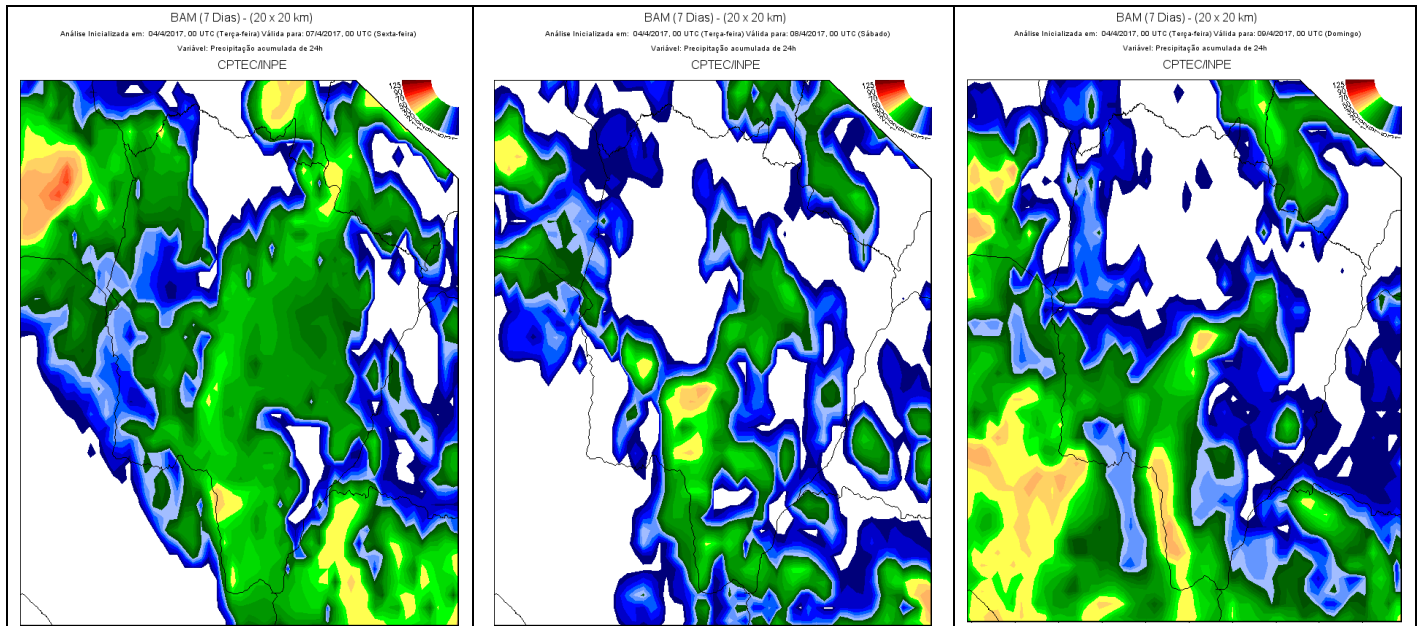 BAM (7 Dias) - (20 x 20 km)
Análise Inicializada em: 04/4/2017, 00 UTC (Terça-feira) Válida para: 07/4/2017, 00 UTC (Sexta-feira)
Variável: Precipitação acumulada de 24h
CPTEC/INPE
BAM (7 Dias) - (20 x 20 km)
Análise Inicializada em: 04/4/2017, 00 UTC (Terça-feira) Válida para: 08/4/2017, 00 UTC (Sábado)
Variável: Precipitação acumulada de 24h
CPTEC/INPE
BAM (7 Dias) - (20 x 20 km)
Análise Inicializada em: 04/4/2017, 00 UTC (Terça-feira) Válida para: 09/4/2017, 00 UTC (Domingo)
Variável: Precipitação acumulada de 24h
CPTEC/INPE